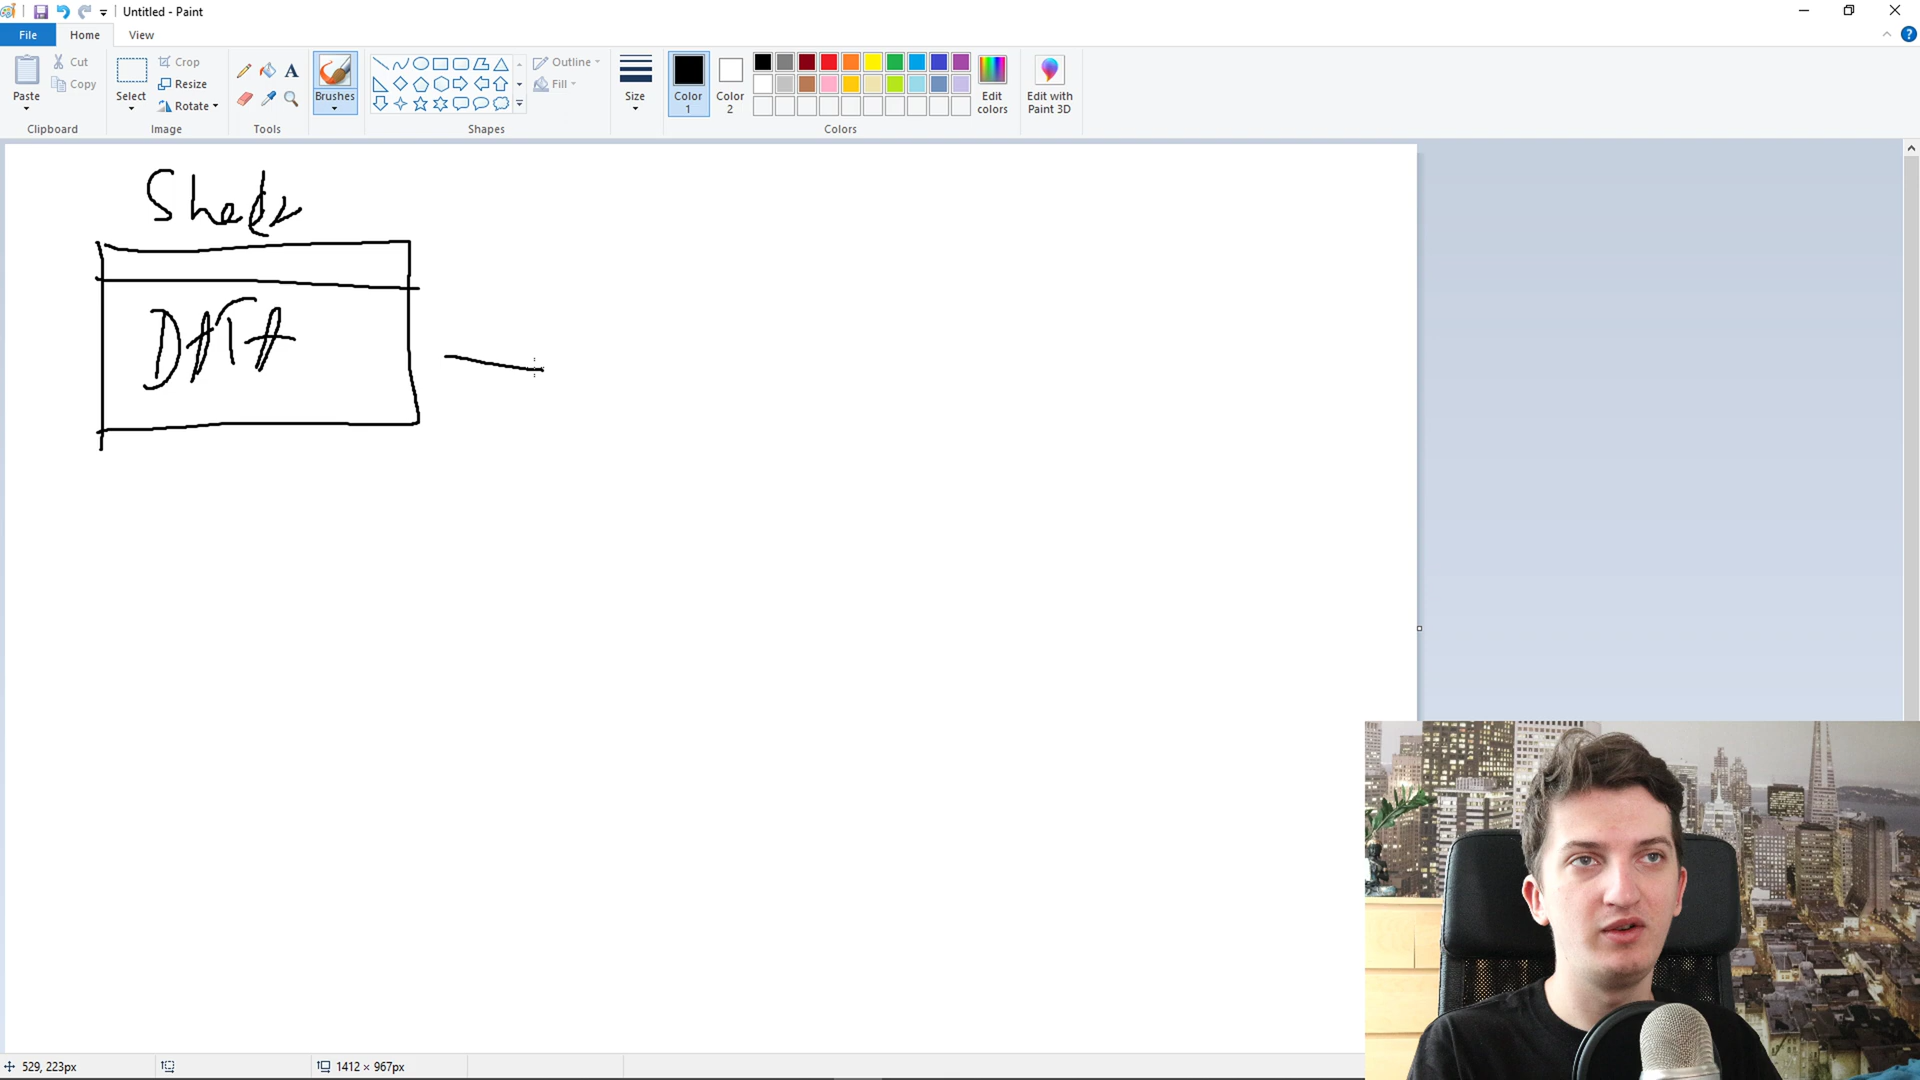 Untitled - Paint
File Home View
Cut
Copy
Paste
Clipboard
Crop
Resize
Rotate
Select
Image
Tools
Brushes
Outline
Fill
Shapes
Size
Color 1
Color 2
Edit colors
Edit with Paint 3D
Colors
DATA
529, 223px
1412 × 967px